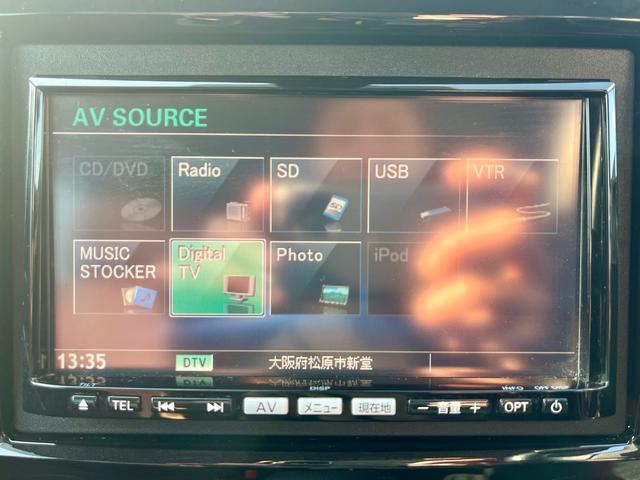 AV SOURCE
CD/DVD
Radio
SD
USB
VTR
MUSIC STOCKER
Digital TV
Photo
iPod
13:35
DTV
大阪府松原市新堂
DISP
TEL
AV
メニュー
現在地
− 音量 +
OPT